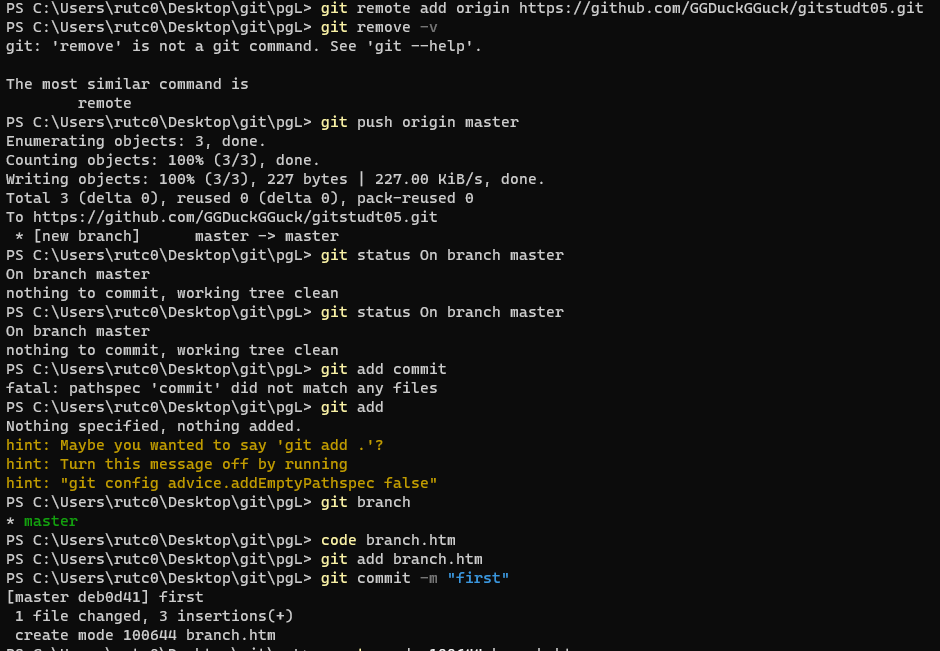 PS C:\Users\rutc0\Desktop\git\pgL> git remote add origin https://github.com/GGDuckGGuck/gitstudt05.git
PS C:\Users\rutc0\Desktop\git\pgL> git remove -v
git: 'remove' is not a git command. See 'git --help'.
The most similar command is
remote
PS C:\Users\rutc0\Desktop\git\pgL> git push origin master
Enumerating objects: 3, done.
Counting objects: 100% (3/3), done.
Writing objects: 100% (3/3), 227 bytes | 227.00 KiB/s, done.
Total 3 (delta 0), reused 0 (delta 0), pack-reused 0
To https://github.com/GGDuckGGuck/gitstudt05.git
 * [new branch]      master -> master
PS C:\Users\rutc0\Desktop\git\pgL> git status On branch master
On branch master
nothing to commit, working tree clean
PS C:\Users\rutc0\Desktop\git\pgL> git status On branch master
On branch master
nothing to commit, working tree clean
PS C:\Users\rutc0\Desktop\git\pgL> git add commit
fatal: pathspec 'commit' did not match any files
PS C:\Users\rutc0\Desktop\git\pgL> git add
Nothing specified, nothing added.
hint: Maybe you wanted to say 'git add .'?
hint: Turn this message off by running
hint: "git config advice.addEmptyPathspec false"
PS C:\Users\rutc0\Desktop\git\pgL> git branch
* master
PS C:\Users\rutc0\Desktop\git\pgL> code branch.htm
PS C:\Users\rutc0\Desktop\git\pgL> git add branch.htm
PS C:\Users\rutc0\Desktop\git\pgL> git commit -m "first"
[master deb0d41] first
 1 file changed, 3 insertions(+)
 create mode 100644 branch.htm